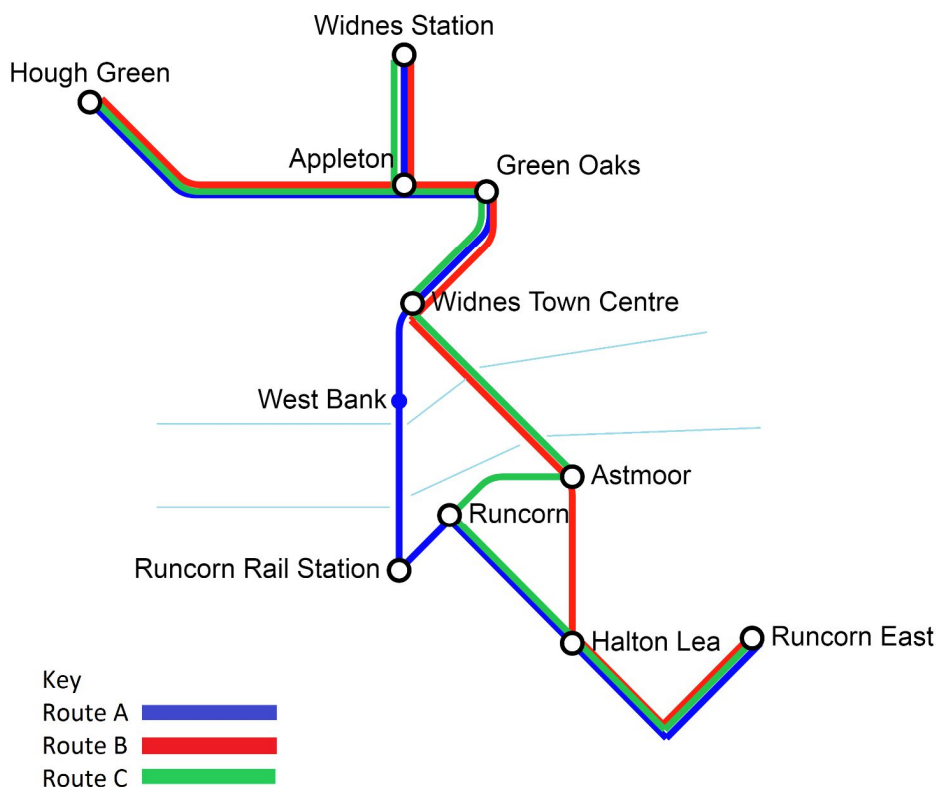 Widnes Station
Hough Green
Appleton
Green Oaks
Widnes Town Centre
West Bank
Astmoor
Runcorn
Runcorn Rail Station
Halton Lea
Runcorn East
Key
Route A
Route B
Route C